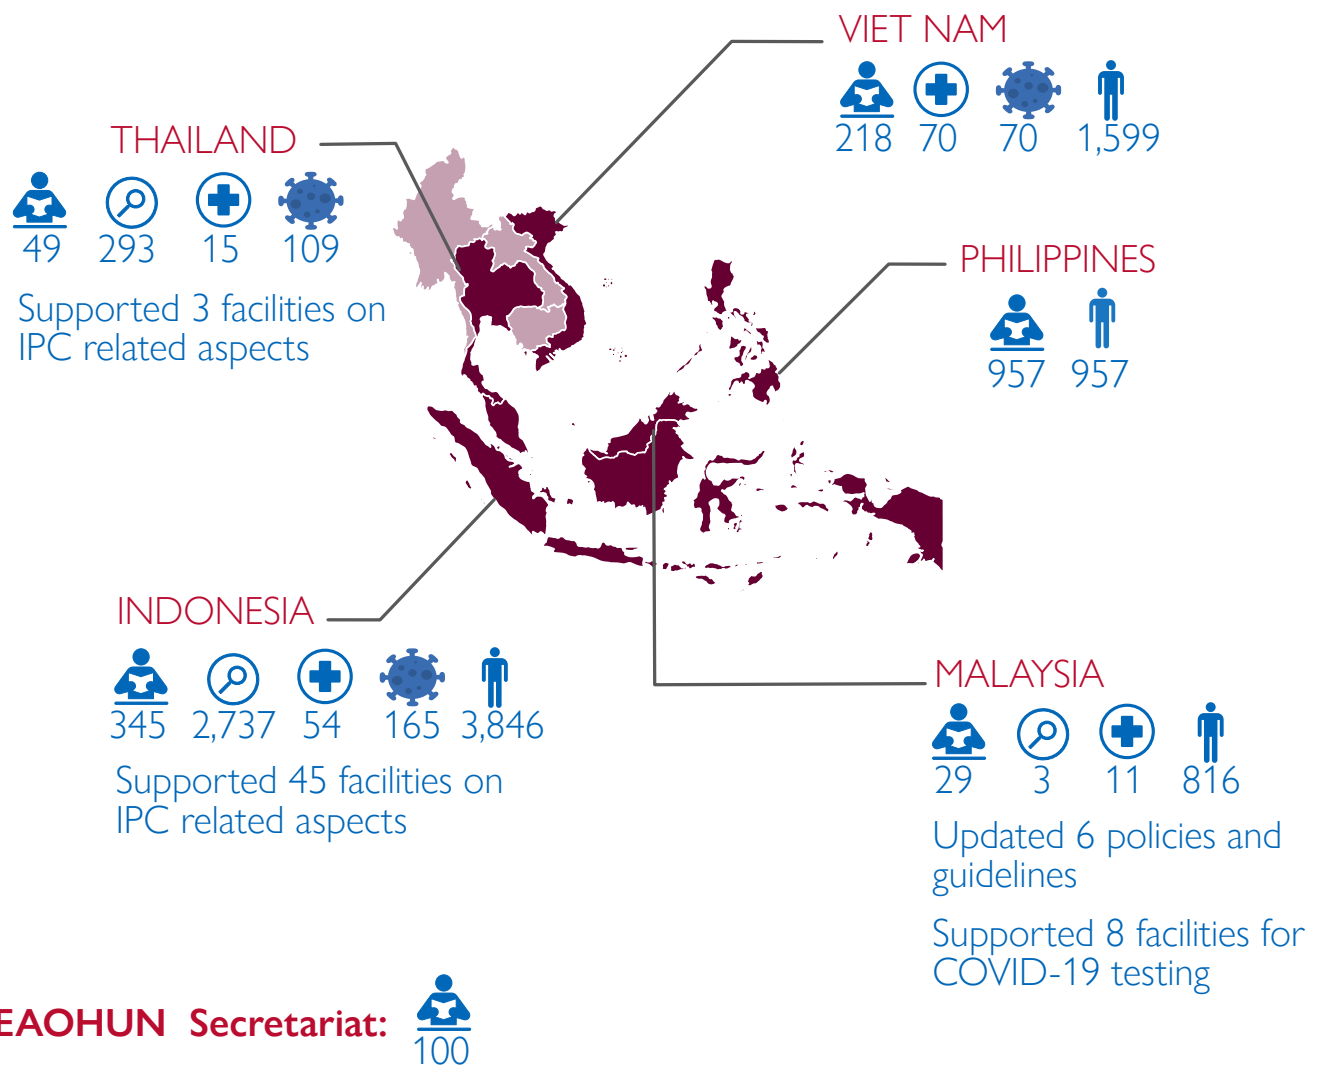 VIET NAM
218 70 70 1,599
THAILAND
49 293 15 109
Supported 3 facilities on
IPC related aspects
PHILIPPINES
957 957
INDONESIA
345 2,737 54 165 3,846
Supported 45 facilities on
IPC related aspects
MALAYSIA
29 3 11 816
Updated 6 policies and
guidelines
Supported 8 facilities for
COVID-19 testing
EAOHUN Secretariat:
100